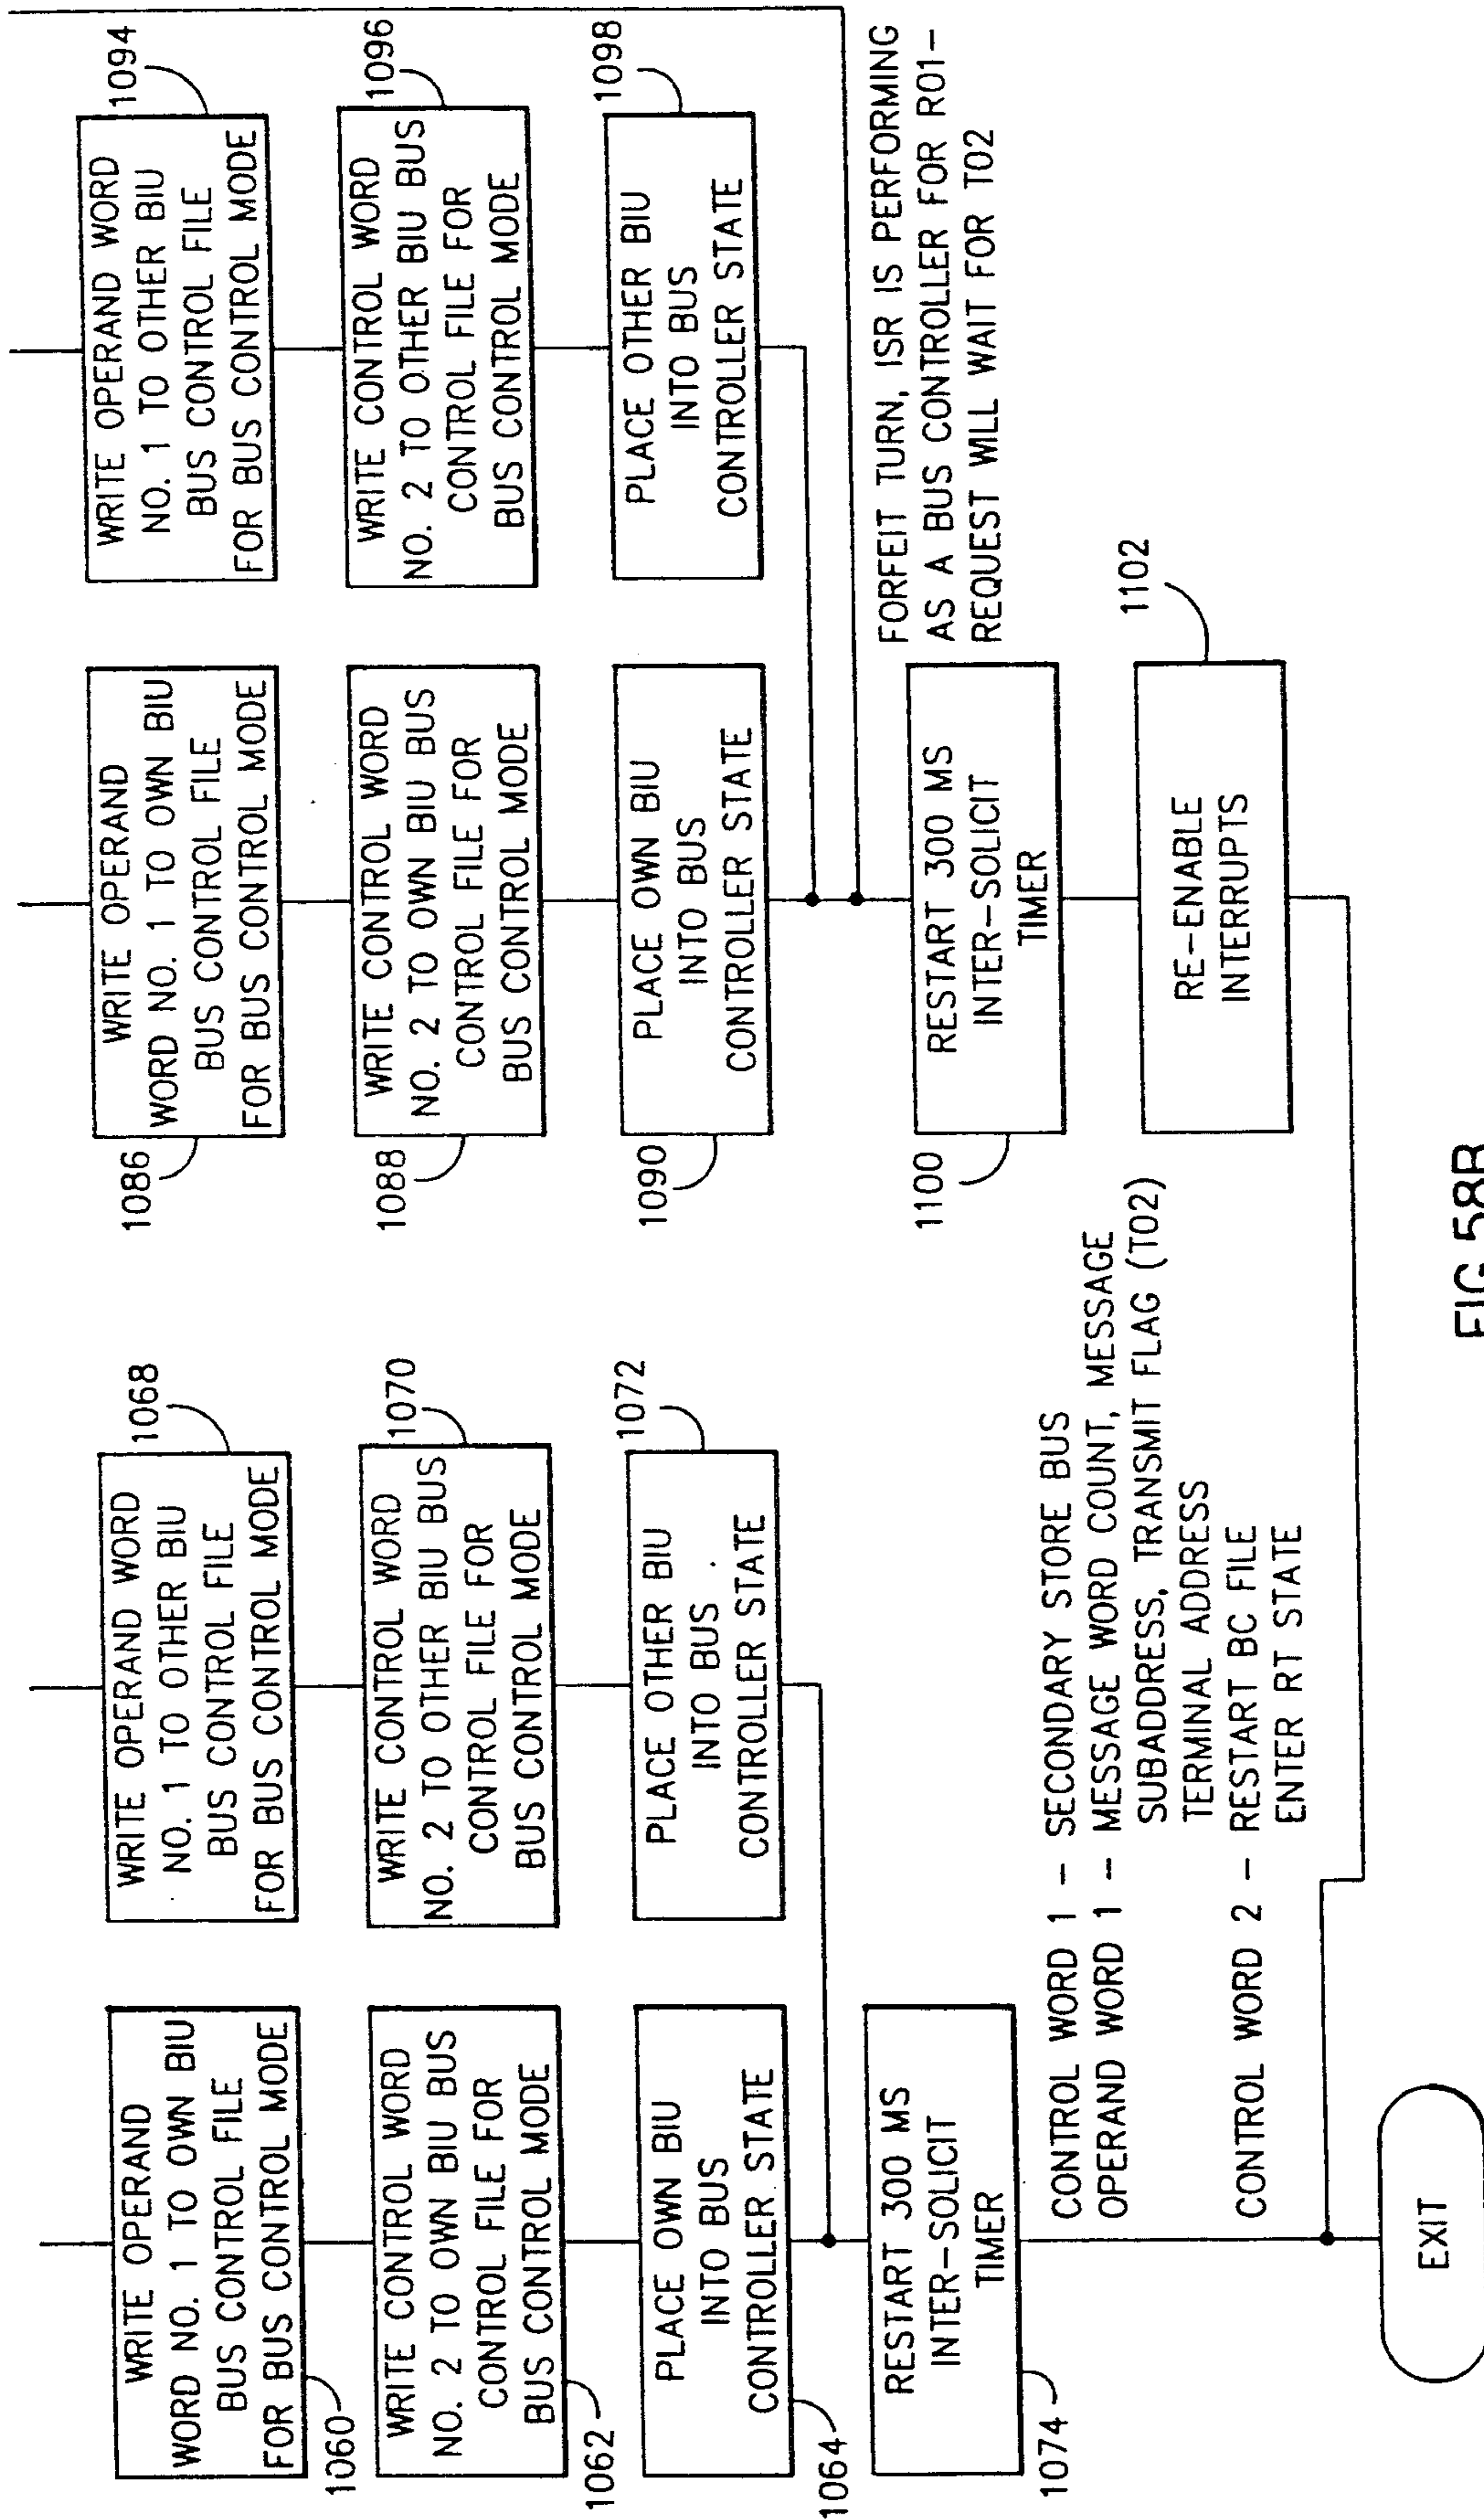 WRITE OPERAND
WORD NO. 1 TO OWN BIU
BUS CONTROL FILE
FOR BUS CONTROL MODE
1060
WRITE CONTROL WORD
NO. 2 TO OWN BIU BUS
CONTROL FILE FOR
BUS CONTROL MODE
1062
PLACE OWN BIU
INTO BUS
CONTROLLER STATE
1064
RESTART 300 MS
INTER-SOLICIT
TIMER
1074
WRITE OPERAND WORD
NO. 1 TO OTHER BIU
BUS CONTROL FILE
FOR BUS CONTROL MODE
1068
WRITE CONTROL WORD
NO. 2 TO OTHER BIU BUS
CONTROL FILE FOR
BUS CONTROL MODE
1070
PLACE OTHER BIU
INTO BUS
CONTROLLER STATE
1072
CONTROL WORD 1 - SECONDARY STORE BUS
OPERAND WORD 1 - MESSAGE WORD COUNT, MESSAGE
SUBADDRESS, TRANSMIT FLAG (T02)
TERMINAL ADDRESS
CONTROL WORD 2 - RESTART BC FILE
ENTER RT STATE
EXIT
WRITE OPERAND
WORD NO. 1 TO OWN BIU
BUS CONTROL FILE
FOR BUS CONTROL MODE
1086
WRITE CONTROL WORD
NO. 2 TO OWN BIU BUS
CONTROL FILE FOR
BUS CONTROL MODE
1088
PLACE OWN BIU
INTO BUS
CONTROLLER STATE
1090
RESTART 300 MS
INTER-SOLICIT
TIMER
1100
RE-ENABLE
INTERRUPTS
1102
WRITE OPERAND WORD
NO. 1 TO OTHER BIU
BUS CONTROL FILE
FOR BUS CONTROL MODE
1094
WRITE CONTROL WORD
NO. 2 TO OTHER BIU BUS
CONTROL FILE FOR
BUS CONTROL MODE
1096
PLACE OTHER BIU
INTO BUS
CONTROLLER STATE
1098
FORFEIT TURN, ISR IS PERFORMING
AS A BUS CONTROLLER FOR R01-
REQUEST WILL WAIT FOR T02
FIG.58B